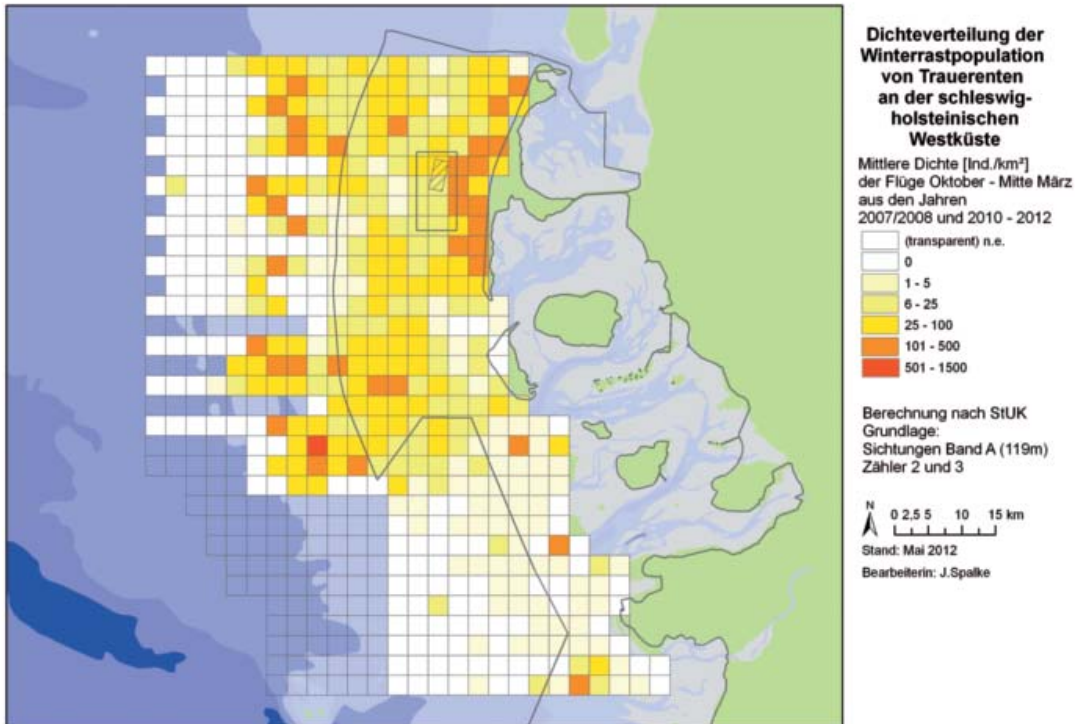 Dichteverteilung der
Winterrastpopulation
von Trauerenten
an der schleswig-
holsteinischen
Westküste
Mittlere Dichte [Ind./km²]
der Flüge Oktober - Mitte März
aus den Jahren
2007/2008 und 2010 - 2012
(transparent) n.e.
0
1 - 5
6 - 25
25 - 100
101 - 500
501 - 1500
Berechnung nach StUK
Grundlage:
Sichtungen Band A (119m)
Zähler 2 und 3
N
0 2,5 5 10 15 km
Stand: Mai 2012
Bearbeiterin: J.Spalke